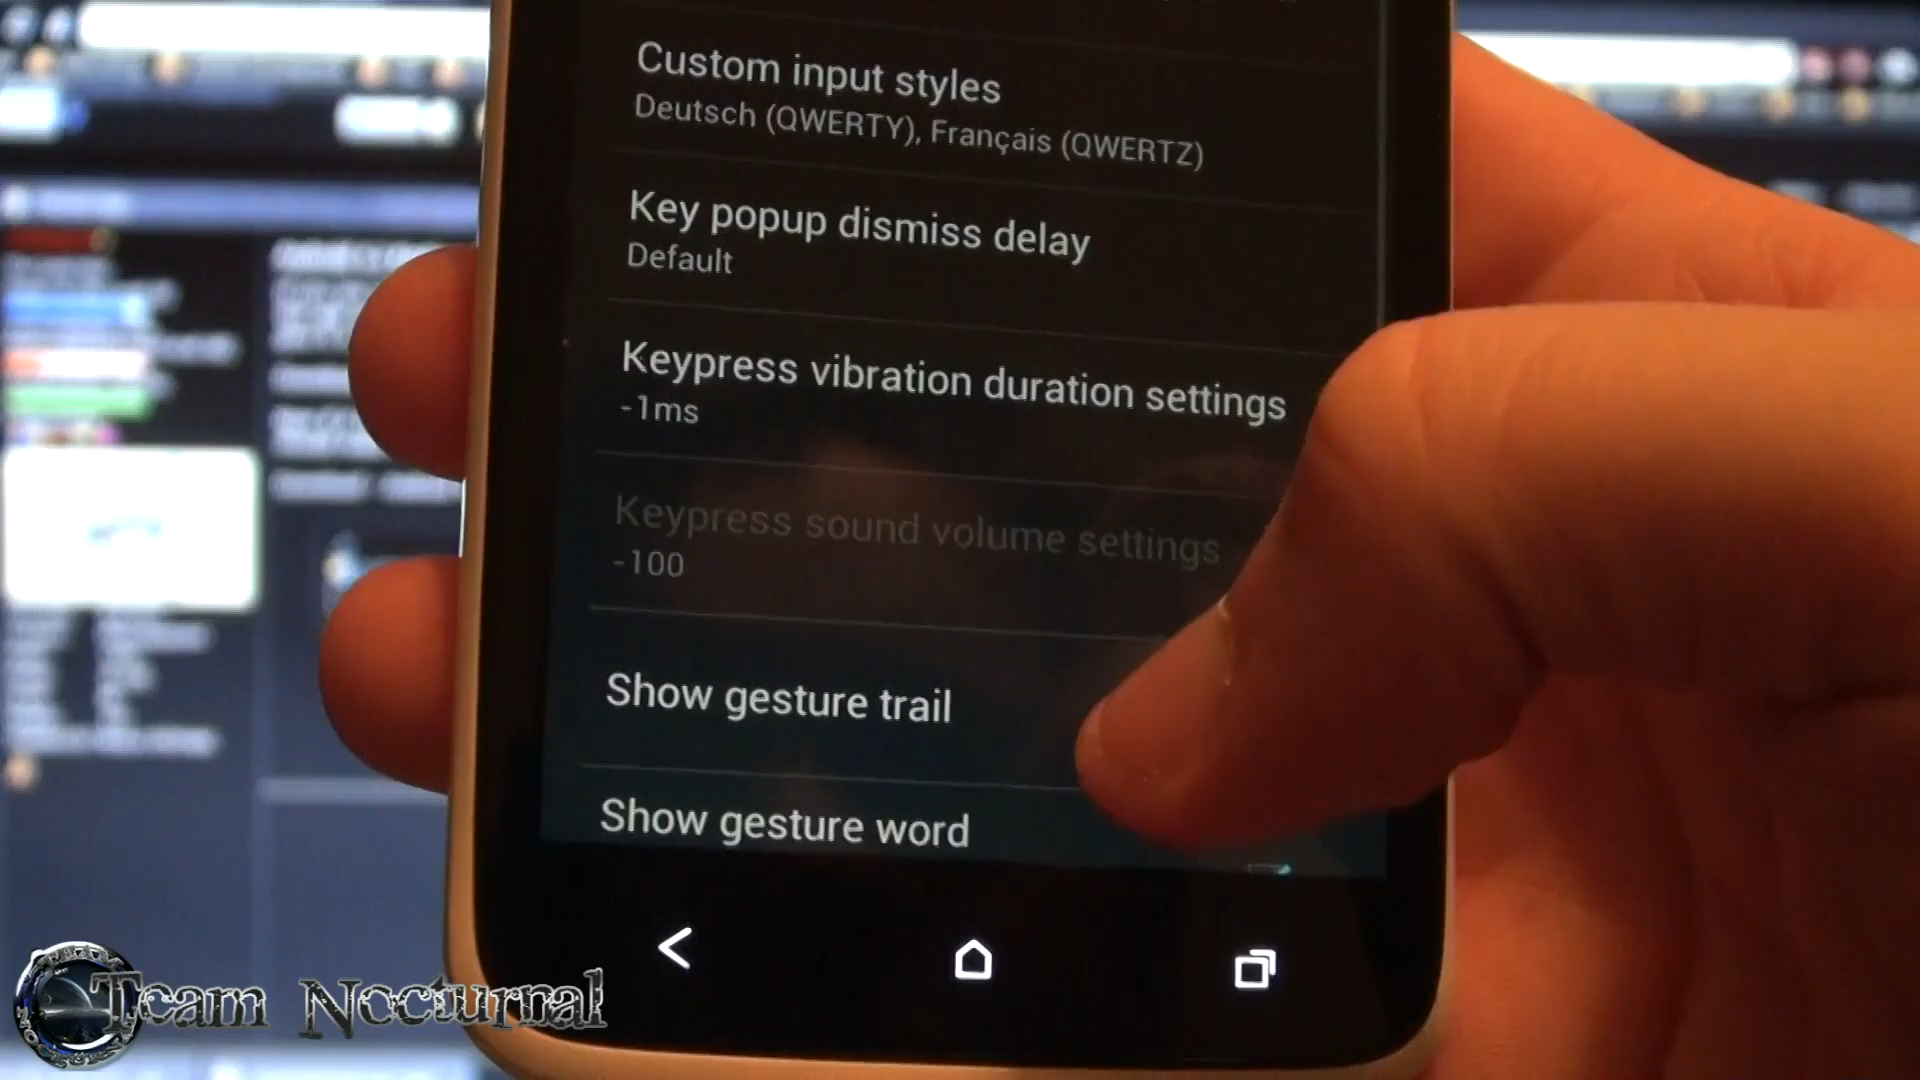 Custom input styles
Deutsch (QWERTY), Français (QWERTZ)
Key popup dismiss delay
Default
Keypress vibration duration settings
-1ms
Keypress sound volume settings
-100
Show gesture trail
Show gesture word
Team Nocturnal